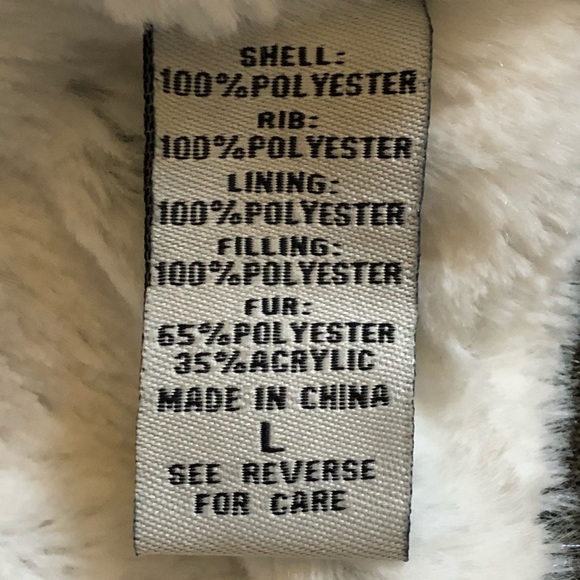 SHELL:
100%POLYESTER
RIB:
100%POLYESTER
LINING:
100%POLYESTER
FILLING:
100%POLYESTER
FUR:
65%POLYESTER
35%ACRYLIC
MADE IN CHINA
L
SEE REVERSE
FOR CARE